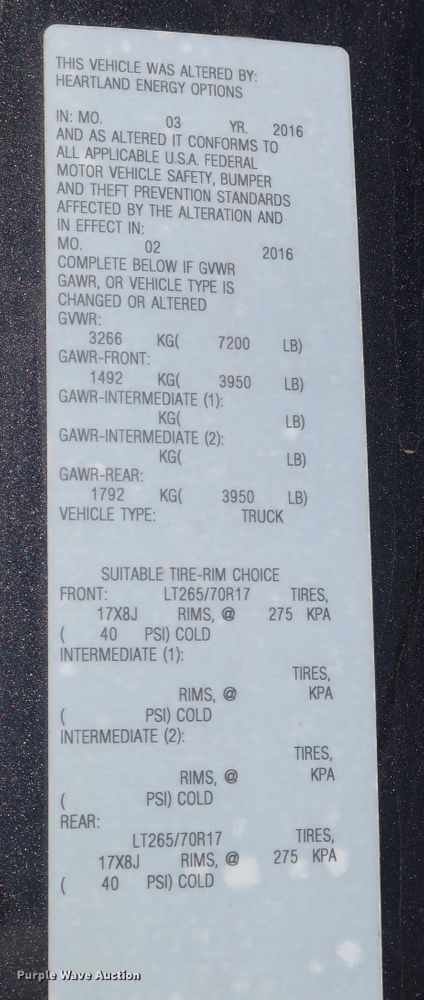 THIS VEHICLE WAS ALTERED BY:
HEARTLAND ENERGY OPTIONS
IN: MO. 03 YR. 2016
AND AS ALTERED IT CONFORMS TO
ALL APPLICABLE U.S.A. FEDERAL
MOTOR VEHICLE SAFETY, BUMPER
AND THEFT PREVENTION STANDARDS
AFFECTED BY THE ALTERATION AND
IN EFFECT IN:
MO. 02 2016
COMPLETE BELOW IF GVWR
GAWR, OR VEHICLE TYPE IS
CHANGED OR ALTERED
GVWR:
3266 KG( 7200 LB)
GAWR-FRONT:
1492 KG( 3950 LB)
GAWR-INTERMEDIATE (1):
KG( LB)
GAWR-INTERMEDIATE (2):
KG( LB)
GAWR-REAR:
1792 KG( 3950 LB)
VEHICLE TYPE: TRUCK
SUITABLE TIRE-RIM CHOICE
FRONT: LT265/70R17 TIRES,
17X8J RIMS, @ 275 KPA
( 40 PSI) COLD
INTERMEDIATE (1):
TIRES,
RIMS, @ KPA
( PSI) COLD
INTERMEDIATE (2):
TIRES,
RIMS, @ KPA
( PSI) COLD
REAR:
LT265/70R17 TIRES,
17X8J RIMS, @ 275 KPA
( 40 PSI) COLD
Purple Wave Auction